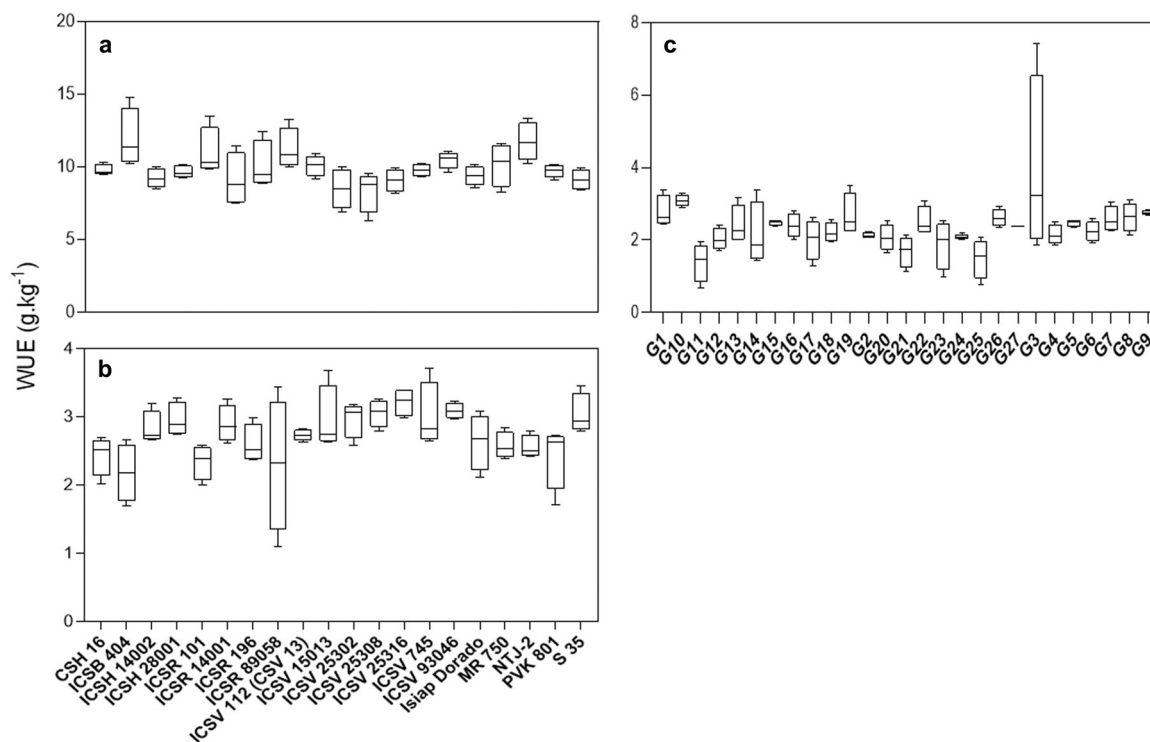 WUE (g.kg⁻¹)
a
20
15
10
5
0
b
4
3
2
1
0
CSH 16
ICSB 404
ICSH 14002
ICSH 28001
ICSR 101
ICSR 14001
ICSR 196
ICSR 89058
ICSV 112 (CSV 13)
ICSV 15013
ICSV 25302
ICSV 25308
ICSV 25316
ICSV 745
ICSV 93046
Isiap Dorado
MR 750
NTJ-2
PVK 801
S 35
c
8
6
4
2
0
G1
G10
G11
G12
G13
G14
G15
G16
G17
G18
G19
G2
G20
G21
G22
G23
G24
G25
G26
G27
G3
G4
G5
G6
G7
G8
G9